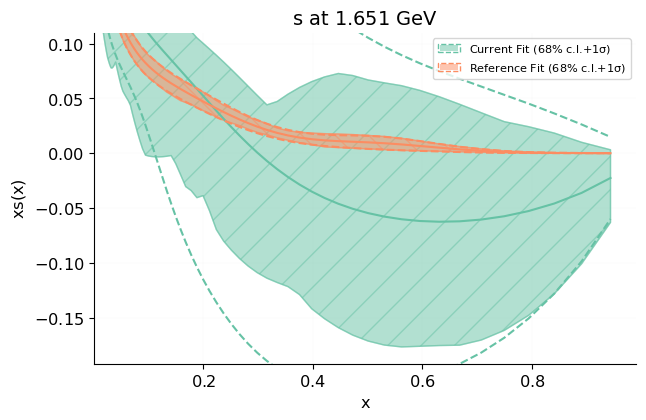 s at 1.651 GeV
Current Fit (68% c.l.+1σ)
Reference Fit (68% c.l.+1σ)
xs(x)
0.10
0.05
0.00
−0.05
−0.10
−0.15
0.2
0.4
0.6
0.8
x